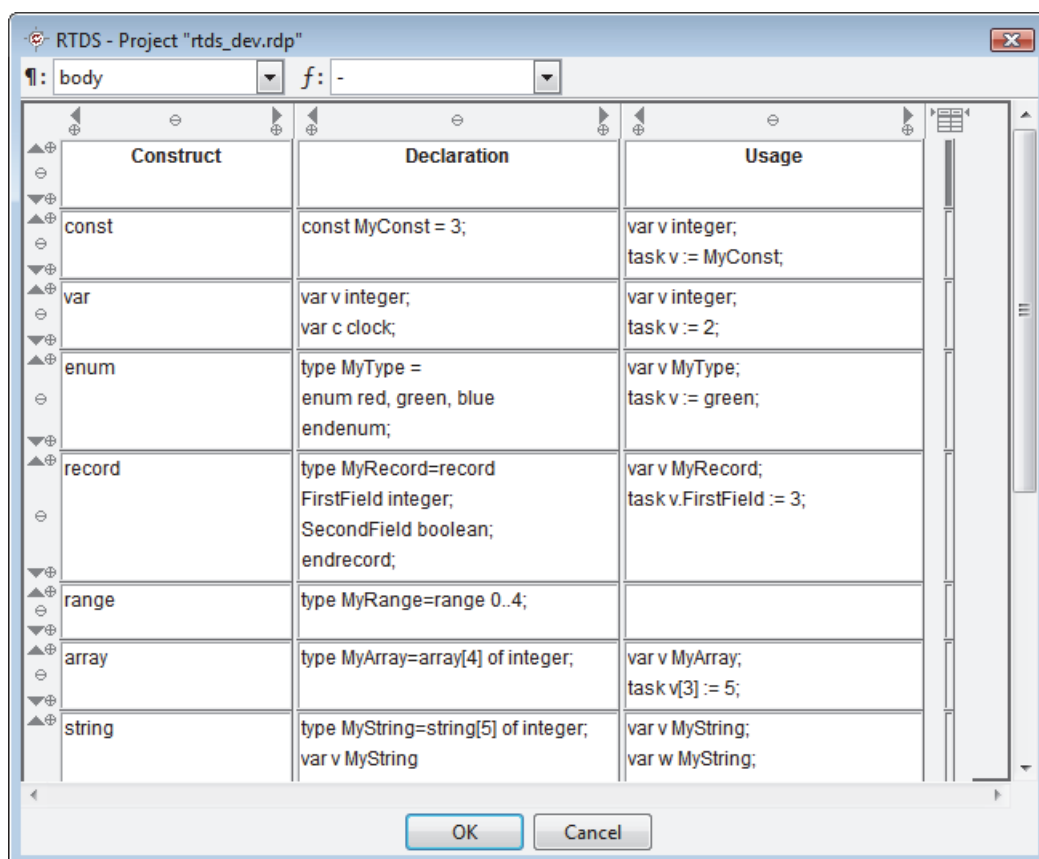 RTDS - Project "rtds_dev.rdp"
¶: body ƒ: -
Construct Declaration Usage
const const MyConst = 3; var v integer;
task v := MyConst;
var var v integer; var v integer;
var c clock; task v := 2;
enum type MyType = var v MyType;
enum red, green, blue task v := green;
endenum;
record type MyRecord=record var v MyRecord;
FirstField integer; task v.FirstField := 3;
SecondField boolean;
endrecord;
range type MyRange=range 0..4;
array type MyArray=array[4] of integer; var v MyArray;
task v[3] := 5;
string type MyString=string[5] of integer; var v MyString;
var v MyString var w MyString;
OK Cancel